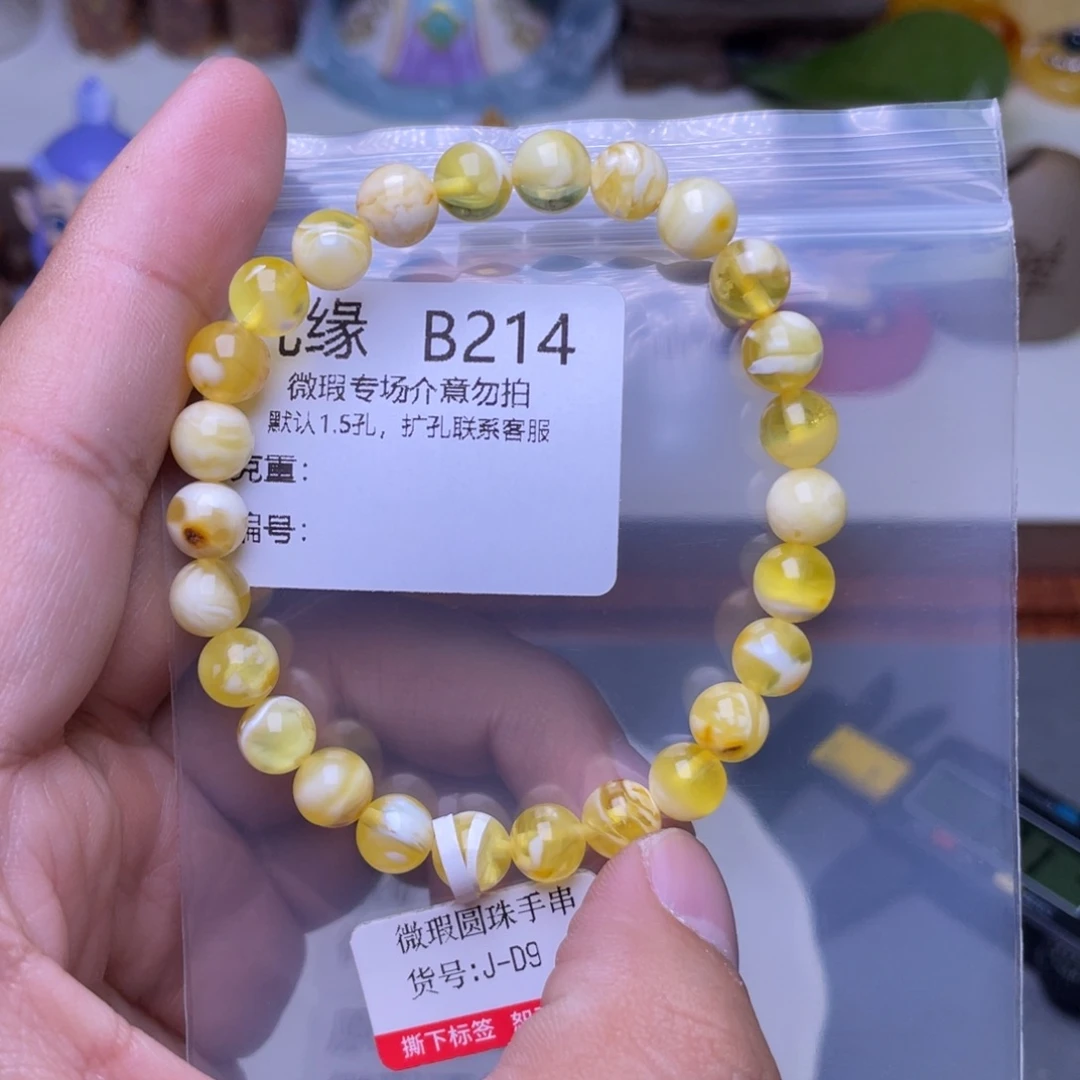 缘 B214
微瑕专场介意勿拍
默认1.5孔，扩孔联系客服
克重：
编号：
微瑕圆珠手串
货号:J-D9
撕下标签